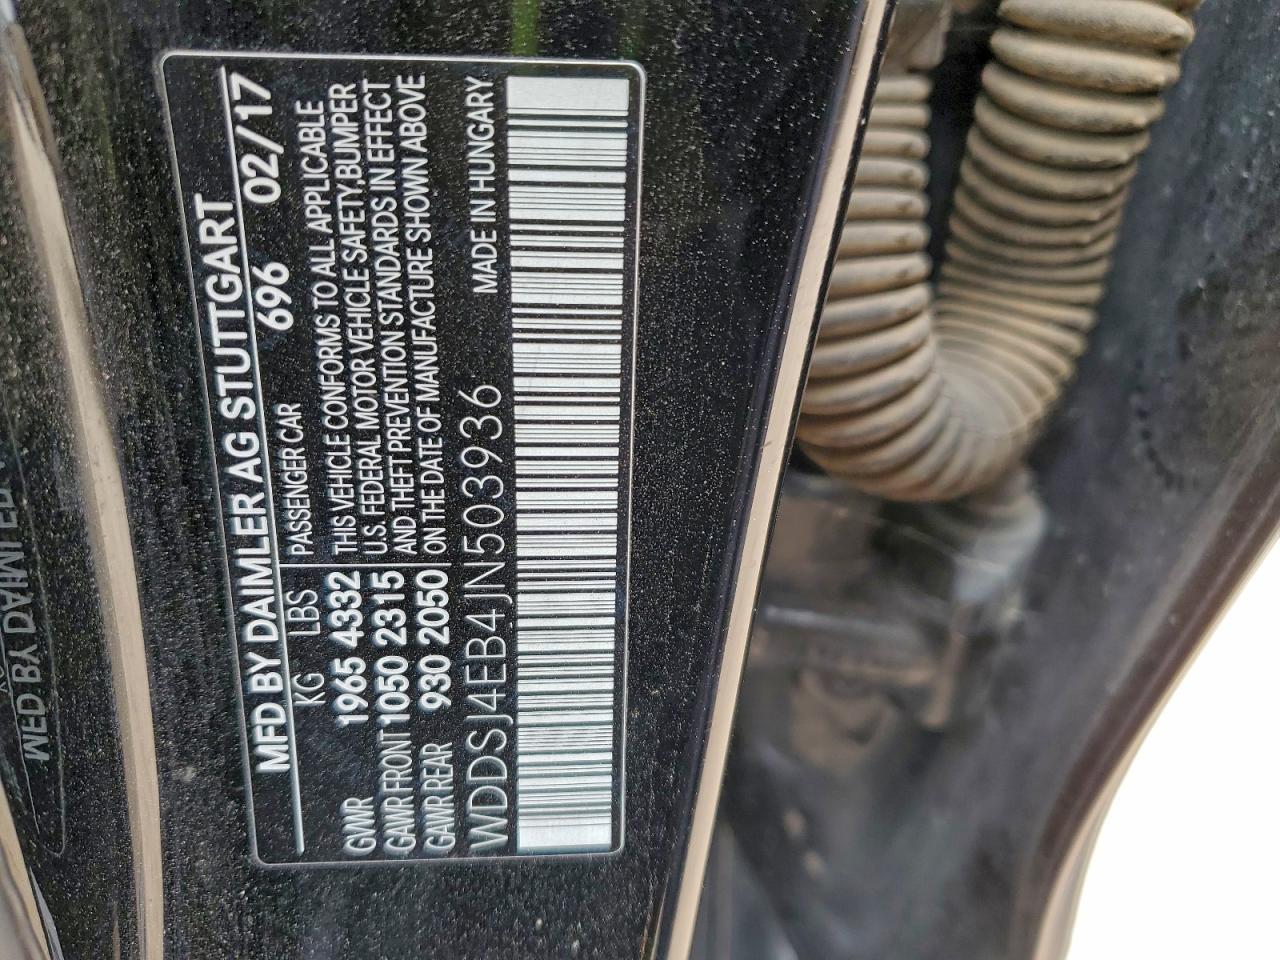 MFD BY DAIMLER AG STUTTGART
696 02/17
KG LBS PASSENGER CAR
GVWR 1965 4332 THIS VEHICLE CONFORMS TO ALL APPLICABLE
GAWR FRONT 1050 2315 U.S. FEDERAL MOTOR VEHICLE SAFETY,BUMPER
AND THEFT PREVENTION STANDARDS IN EFFECT
GAWR REAR 930 2050 ON THE DATE OF MANUFACTURE SHOWN ABOVE
WDDSJ4EB4JN503936 MADE IN HUNGARY
MFD BY DAIMLER